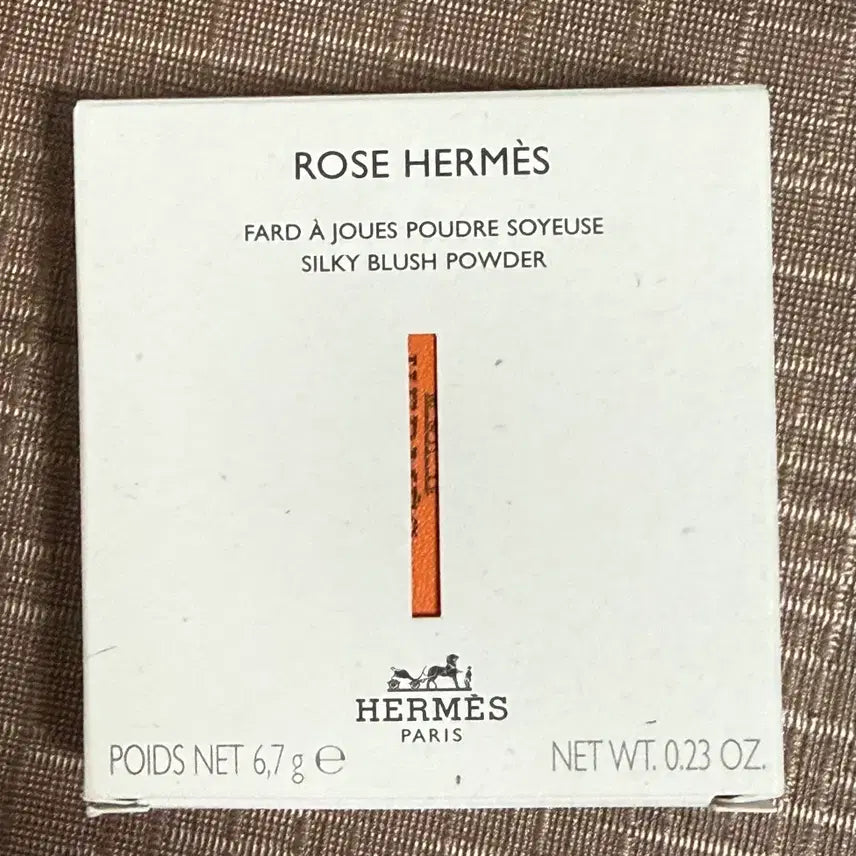 ROSE HERMÈS
FARD À JOUES POUDRE SOYEUSE
SILKY BLUSH POWDER
HERMÈS
PARIS
POIDS NET 6,7 g ℮
NET WT. 0.23 OZ.